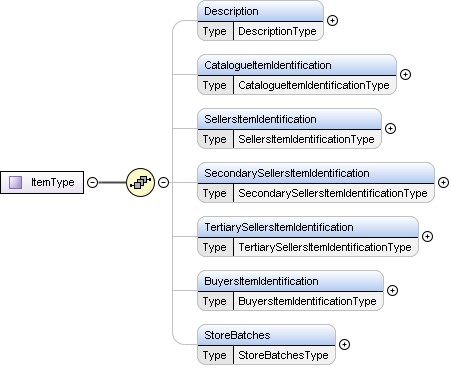 Description
Type DescriptionType
CatalogueItemIdentification
Type CatalogueItemIdentificationType
SellersItemIdentification
Type SellersItemIdentificationType
ItemType
SecondarySellersItemIdentification
Type SecondarySellersItemIdentificationType
TertiarySellersItemIdentification
Type TertiarySellersItemIdentificationType
BuyersItemIdentification
Type BuyersItemIdentificationType
StoreBatches
Type StoreBatchesType